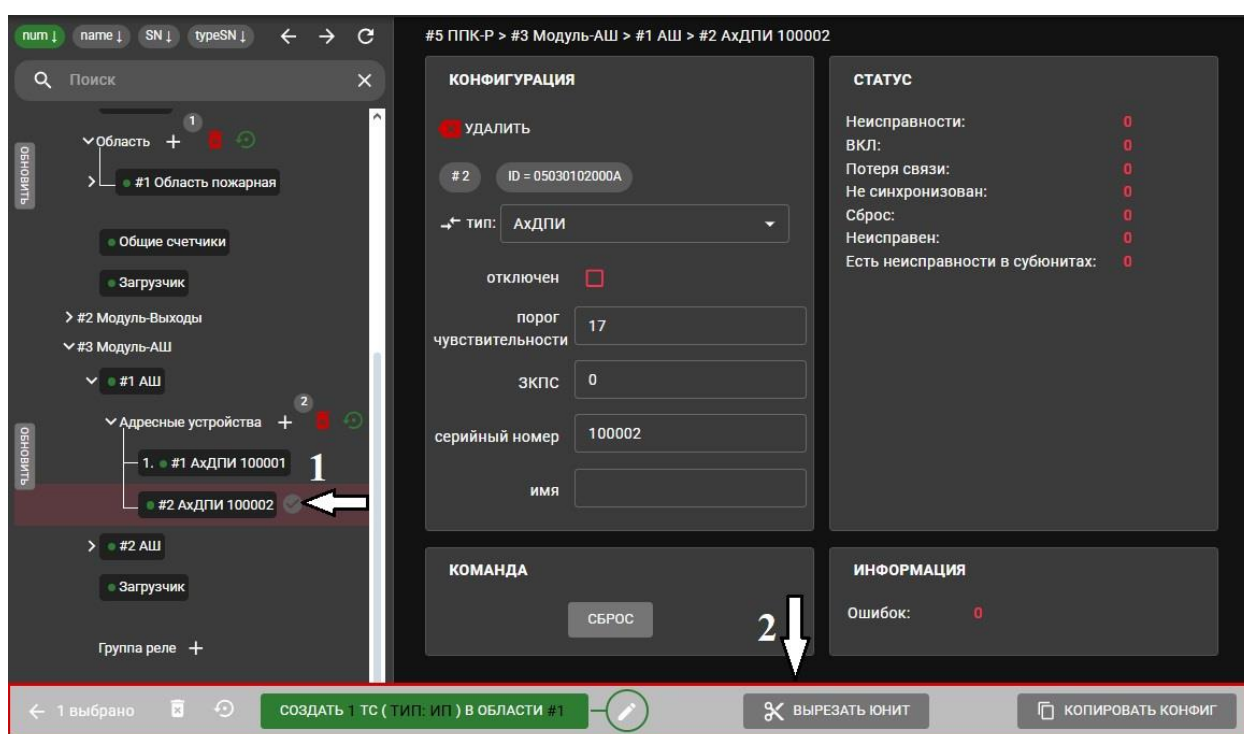 num↓ name↓ SN↓ typeSN↓
Поиск
1
Область +
ОБНОВИТЬ
#1 Область пожарная
Общие счетчики
Загрузчик
#2 Модуль-Выходы
#3 Модуль-АШ
#1 АШ
2
Адресные устройства +
ОБНОВИТЬ
1. #1 АхДПИ 100001
1
#2 АхДПИ 100002
#2 АШ
Загрузчик
Группа реле +
#5 ППК-Р > #3 Модуль-АШ > #1 АШ > #2 АхДПИ 100002
КОНФИГУРАЦИЯ
УДАЛИТЬ
# 2 ID = 05030102000A
тип: АхДПИ
отключен
порог
чувствительности
17
ЗКПС 0
серийный номер 100002
имя
СТАТУС
Неисправности: 0
ВКЛ: 0
Потеря связи: 0
Не синхронизован: 0
Сброс: 0
Неисправен: 0
Есть неисправности в субюнитах: 0
КОМАНДА
СБРОС
2
ИНФОРМАЦИЯ
Ошибок: 0
1 выбрано СОЗДАТЬ 1 ТС ( ТИП: ИП ) В ОБЛАСТИ #1 ВЫРЕЗАТЬ ЮНИТ КОПИРОВАТЬ КОНФИГ